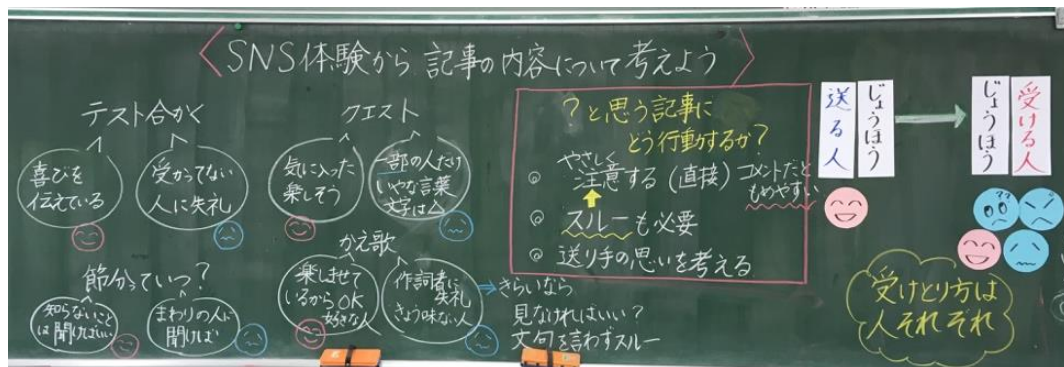 SNS体験から 記事の内容について考えよう
テスト合かく
喜びを
伝えている
受かってない
人に失礼
クエスト
気に入った
楽しそう
一部の人だけ
いやな言葉
文字は△
節分っていつ?
知らないこと
は聞けばいい
まわりの人に
聞けば
かえ歌
楽しませて
いるからOK
好きな人
作詞者に
失礼
きょう味ない人
→きらいなら
見なければいい?
文句を言わずスルー
?と思う記事に
どう行動するか?
やさしく
◎ 注意する(直接)
コメントだと
もめやすい
◎ スルーも必要
◎ 送り手の思いを考える
じょうほう
送る人
受ける人
じょうほう
受けとり方は
人それぞれ